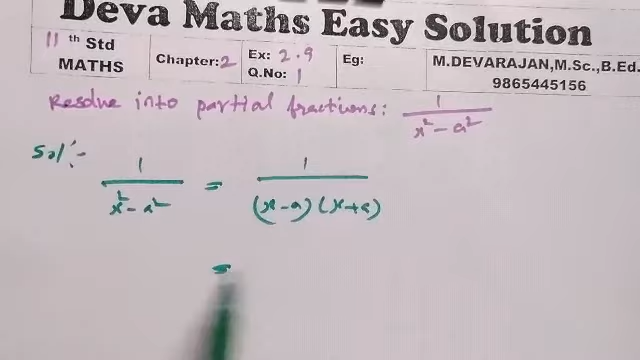 Deva Maths Easy Solution
11 th Std MATHS Chapter: 2 Ex: 2.9 Q.No: 1 Eg: M.DEVARAJAN,M.Sc.,B.Ed.
9865445156
Resolve into partial fractions: 1/(x² - a²)
Sol:- 1/(x² - a²) = 1/((x-a)(x+a))
=